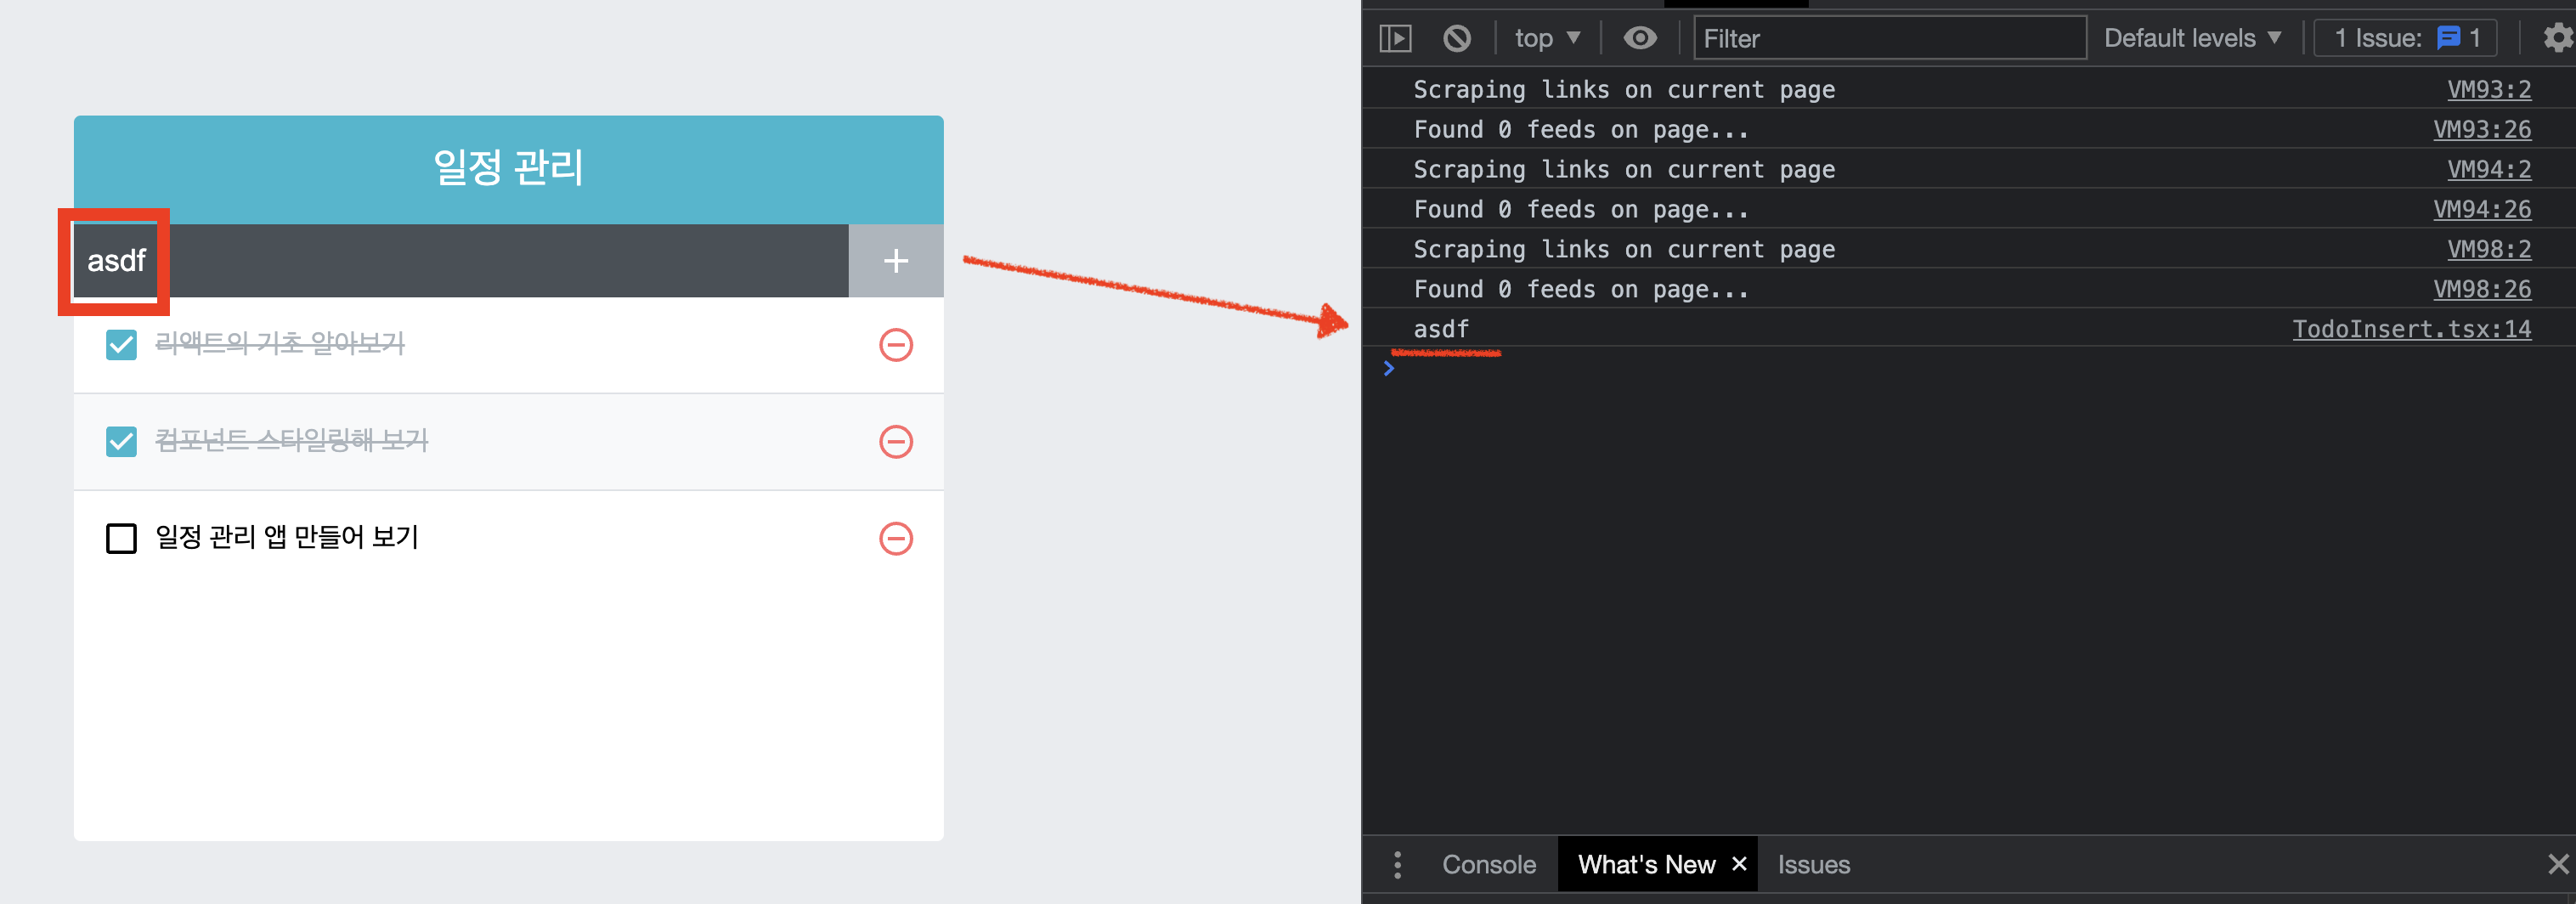 일정 관리
asdf
리액트의 기초 알아보기
컴포넌트 스타일링해 보기
일정 관리 앱 만들어 보기
top Filter Default levels 1 Issue: 1
Scraping links on current page VM93:2
Found 0 feeds on page... VM93:26
Scraping links on current page VM94:2
Found 0 feeds on page... VM94:26
Scraping links on current page VM98:2
Found 0 feeds on page... VM98:26
asdf TodoInsert.tsx:14
Console What's New Issues